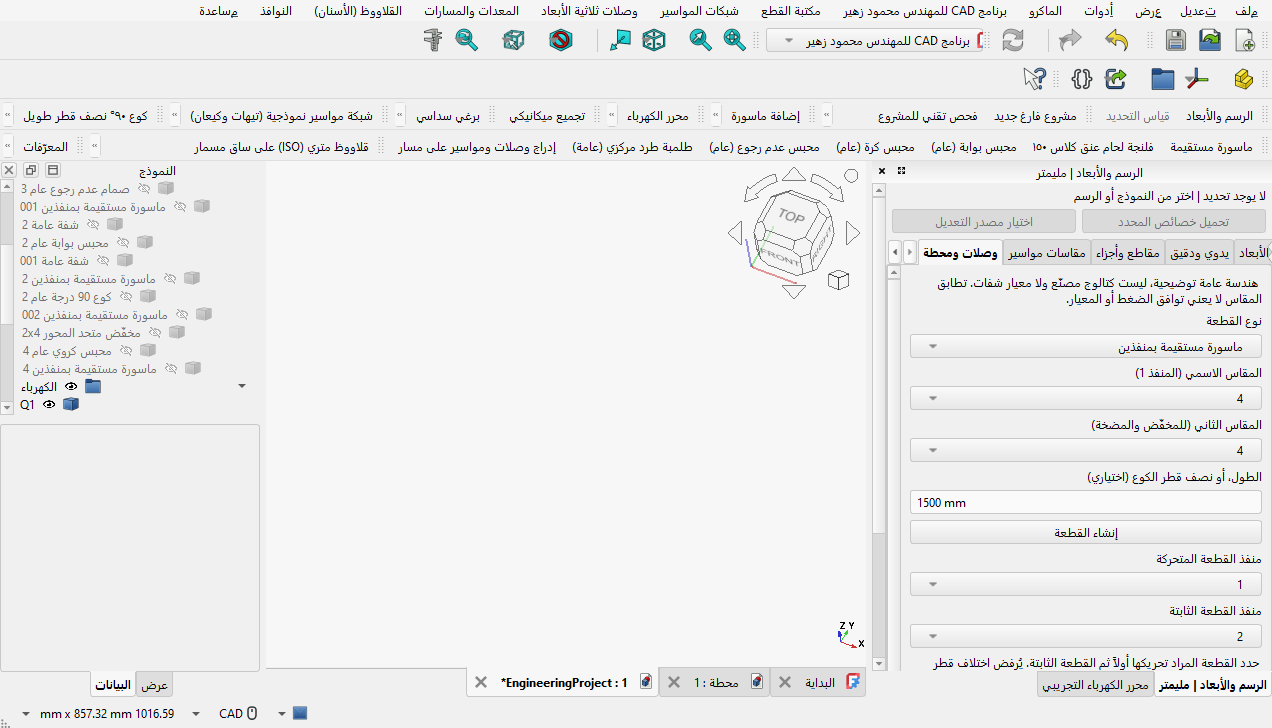 ملف تعديل عرض أدوات الماكرو برنامج CAD للمهندس محمود زهير مكتبة القطع شبكات المواسير وصلات ثلاثية الأبعاد المعدات والمسارات القلاووظ (الأسنان) النوافذ مساعدة
برنامج CAD للمهندس محمود زهير
الرسم والأبعاد قياس التحديد مشروع فارغ جديد فحص تقني للمشروع » إضافة ماسورة » محرر الكهرباء » تجميع ميكانيكي برغي سداسي » شبكة مواسير نموذجية (تيهات وكيعان) » كوع ٩٠° نصف قطر طويل »
ماسورة مستقيمة فلنجة لحام عنق كلاس ١٥٠ محبس بوابة (عام) محبس كرة (عام) محبس عدم رجوع (عام) طلمبة طرد مركزي (عامة) إدراج وصلات ومواسير على مسار قلاووظ متري (ISO) على ساق مسمار » المعرّفات »
الرسم والأبعاد | مليمتر
لا يوجد تحديد | اختر من النموذج أو الرسم
تحميل خصائص المحدد اختيار مصدر التعديل
الأبعاد يدوي ودقيق مقاطع وأجزاء مقاسات مواسير وصلات ومحطة
هندسة عامة توضيحية، ليست كتالوج مصنّع ولا معيار شفات. تطابق
المقاس لا يعني توافق الضغط أو المعيار.
نوع القطعة
ماسورة مستقيمة بمنفذين
المقاس الاسمي (المنفذ 1)
4
المقاس الثاني (للمخفّض والمضخة)
4
الطول، أو نصف قطر الكوع (اختياري)
1500 mm
إنشاء القطعة
منفذ القطعة المتحركة
1
منفذ القطعة الثابتة
2
حدد القطعة المراد تحريكها أولاً ثم القطعة الثابتة. يُرفض اختلاف قطر
الرسم والأبعاد | مليمتر محرر الكهرباء التجريبي
TOP
FRONT
RIGHT
Z Y
X
النموذج
صمام عدم رجوع عام 3
ماسورة مستقيمة بمنفذين 001
شفة عامة 2
محبس بوابة عام 2
شفة عامة 001
ماسورة مستقيمة بمنفذين 2
كوع 90 درجة عام 2
ماسورة مستقيمة بمنفذين 002
مخفّض متحد المحور 4x2
محبس كروي عام 4
ماسورة مستقيمة بمنفذين 4
الكهرباء
Q1
عرض البيانات
البداية محطة : 1 EngineeringProject : 1*
1016.59 mm x 857.32 mm CAD